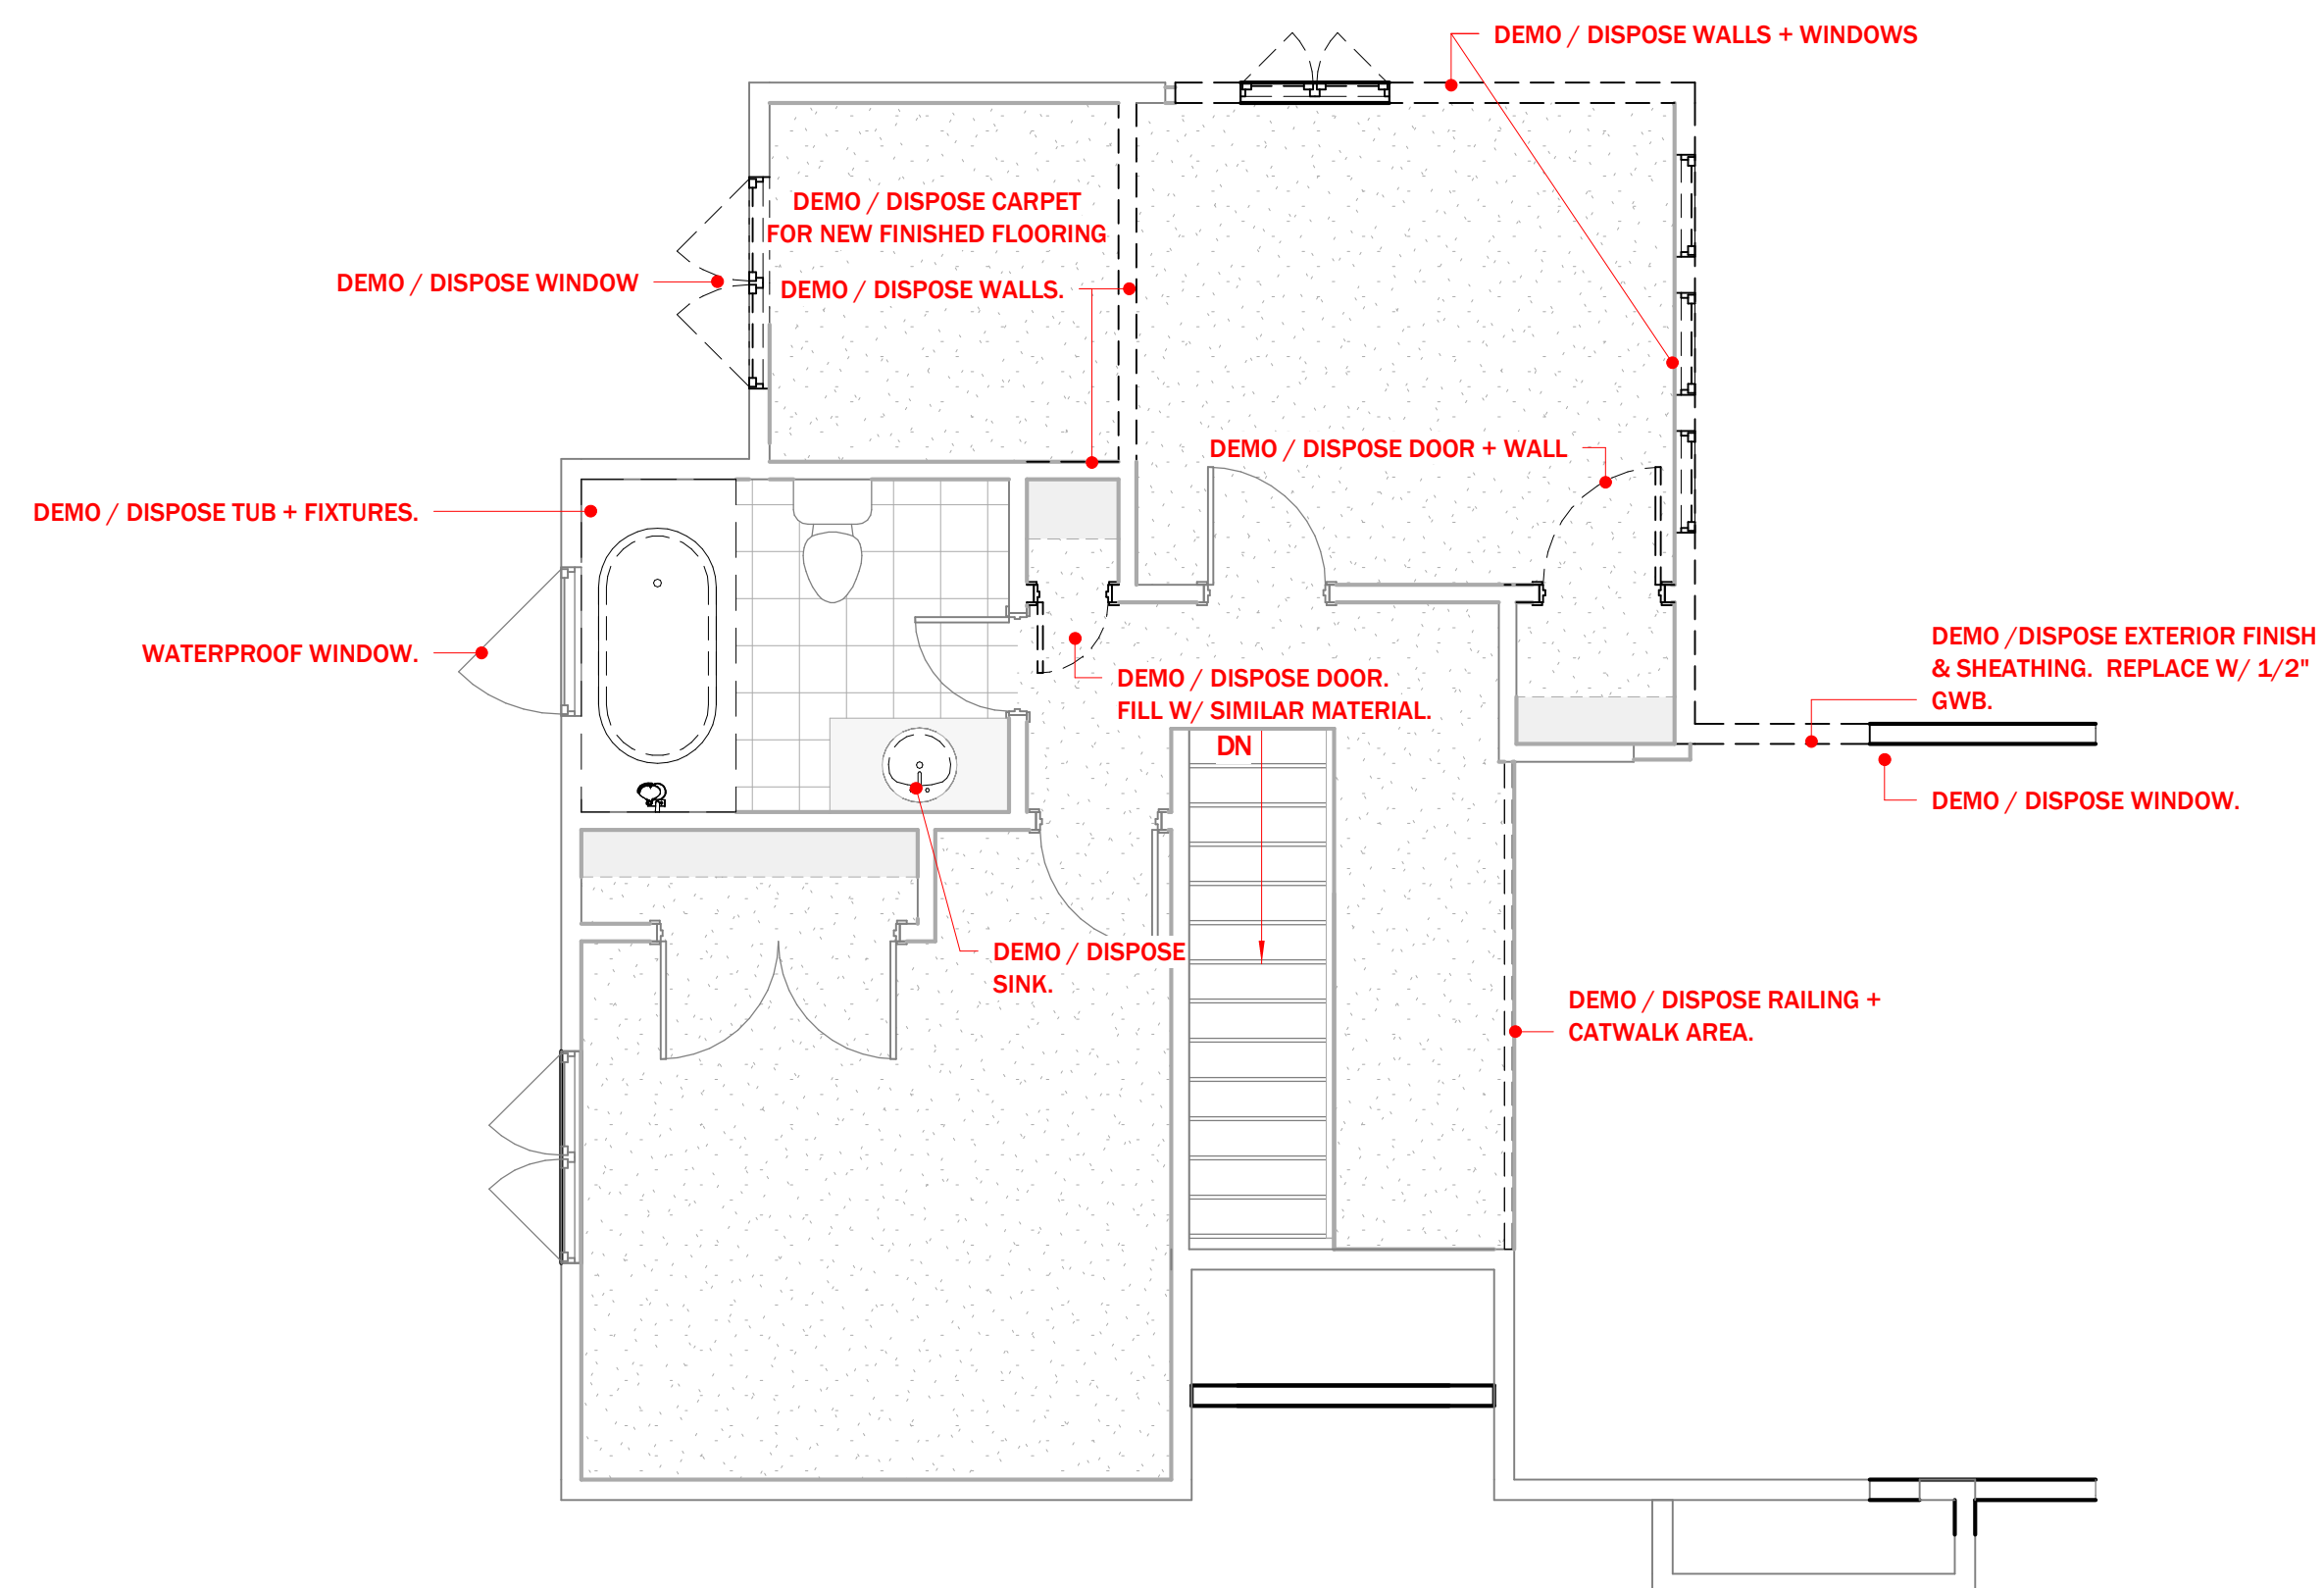 DEMO / DISPOSE WALLS + WINDOWS
DEMO / DISPOSE CARPET
FOR NEW FINISHED FLOORING
DEMO / DISPOSE WINDOW
DEMO / DISPOSE WALLS.
DEMO / DISPOSE DOOR + WALL
DEMO / DISPOSE TUB + FIXTURES.
WATERPROOF WINDOW.
DEMO /DISPOSE EXTERIOR FINISH
& SHEATHING. REPLACE W/ 1/2"
GWB.
DEMO / DISPOSE DOOR.
FILL W/ SIMILAR MATERIAL.
DN
DEMO / DISPOSE WINDOW.
DEMO / DISPOSE
SINK.
DEMO / DISPOSE RAILING +
CATWALK AREA.